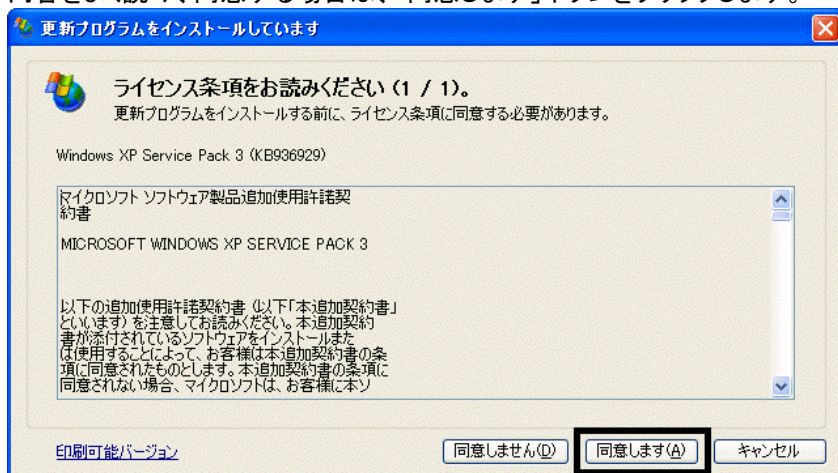 更新プログラムをインストールしています
ライセンス条項をお読みください (1 / 1)。
更新プログラムをインストールする前に、ライセンス条項に同意する必要があります。
Windows XP Service Pack 3 (KB936929)
マイクロソフト ソフトウェア製品追加使用許諾契
約書
MICROSOFT WINDOWS XP SERVICE PACK 3
以下の追加使用許諾契約書 (以下「本追加契約書」
といいます) を注意してお読みください。本追加契約
書が添付されているソフトウェアをインストールまた
は使用することによって、お客様は本追加契約書の条
項に同意されたものとします。本追加契約書の条項に
同意されない場合、マイクロソフトは、お客様に本ソ
印刷可能バージョン
同意しません(D)
同意します(A)
キャンセル